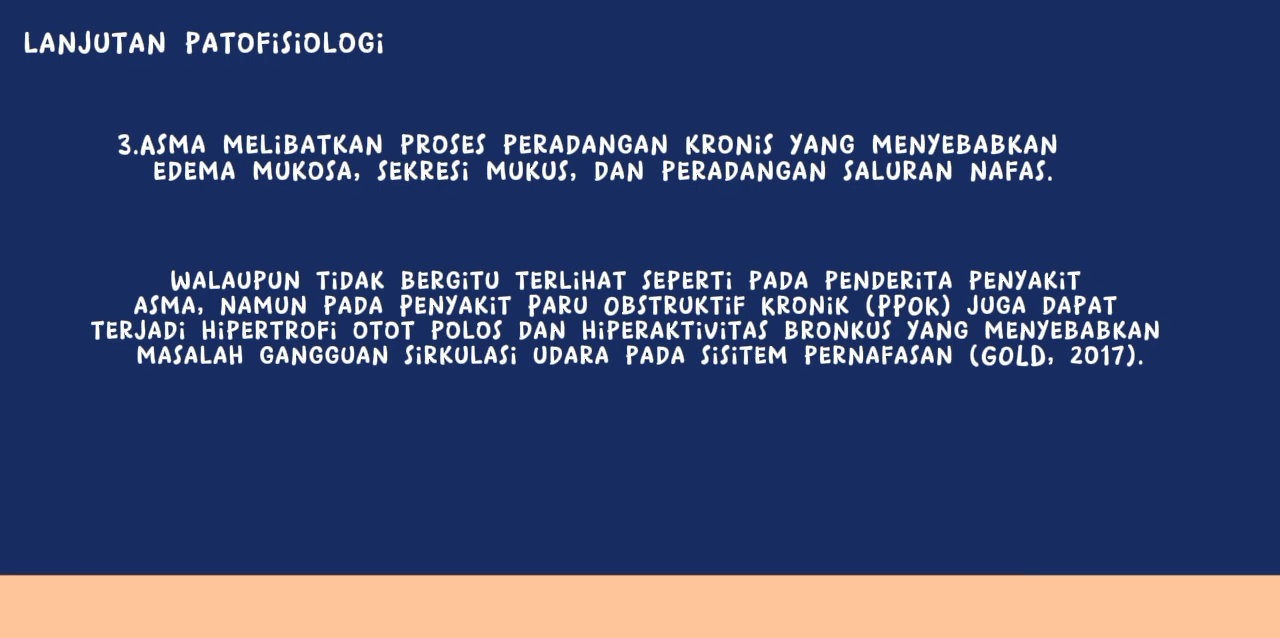 LANJUTAN PATOFiSiOLOGi
3.ASMA MELiBATKAN PROSES PERADANGAN KRONiS YANG MENYEBABKAN
EDEMA MUKOSA, SEKRESi MUKUS, DAN PERADANGAN SALURAN NAFAS.
WALAUPUN TiDAK BERGiTU TERLiHAT SEPERTi PADA PENDERiTA PENYAKiT
ASMA, NAMUN PADA PENYAKiT PARU OBSTRUKTiF KRONiK (PPOK) JUGA DAPAT
TERJADi HiPERTROFi OTOT POLOS DAN HiPERAKTiViTAS BRONKUS YANG MENYEBABKAN
MASALAH GANGGUAN SiRKULASi UDARA PADA SiSiTEM PERNAFASAN (GOLD, 2017).